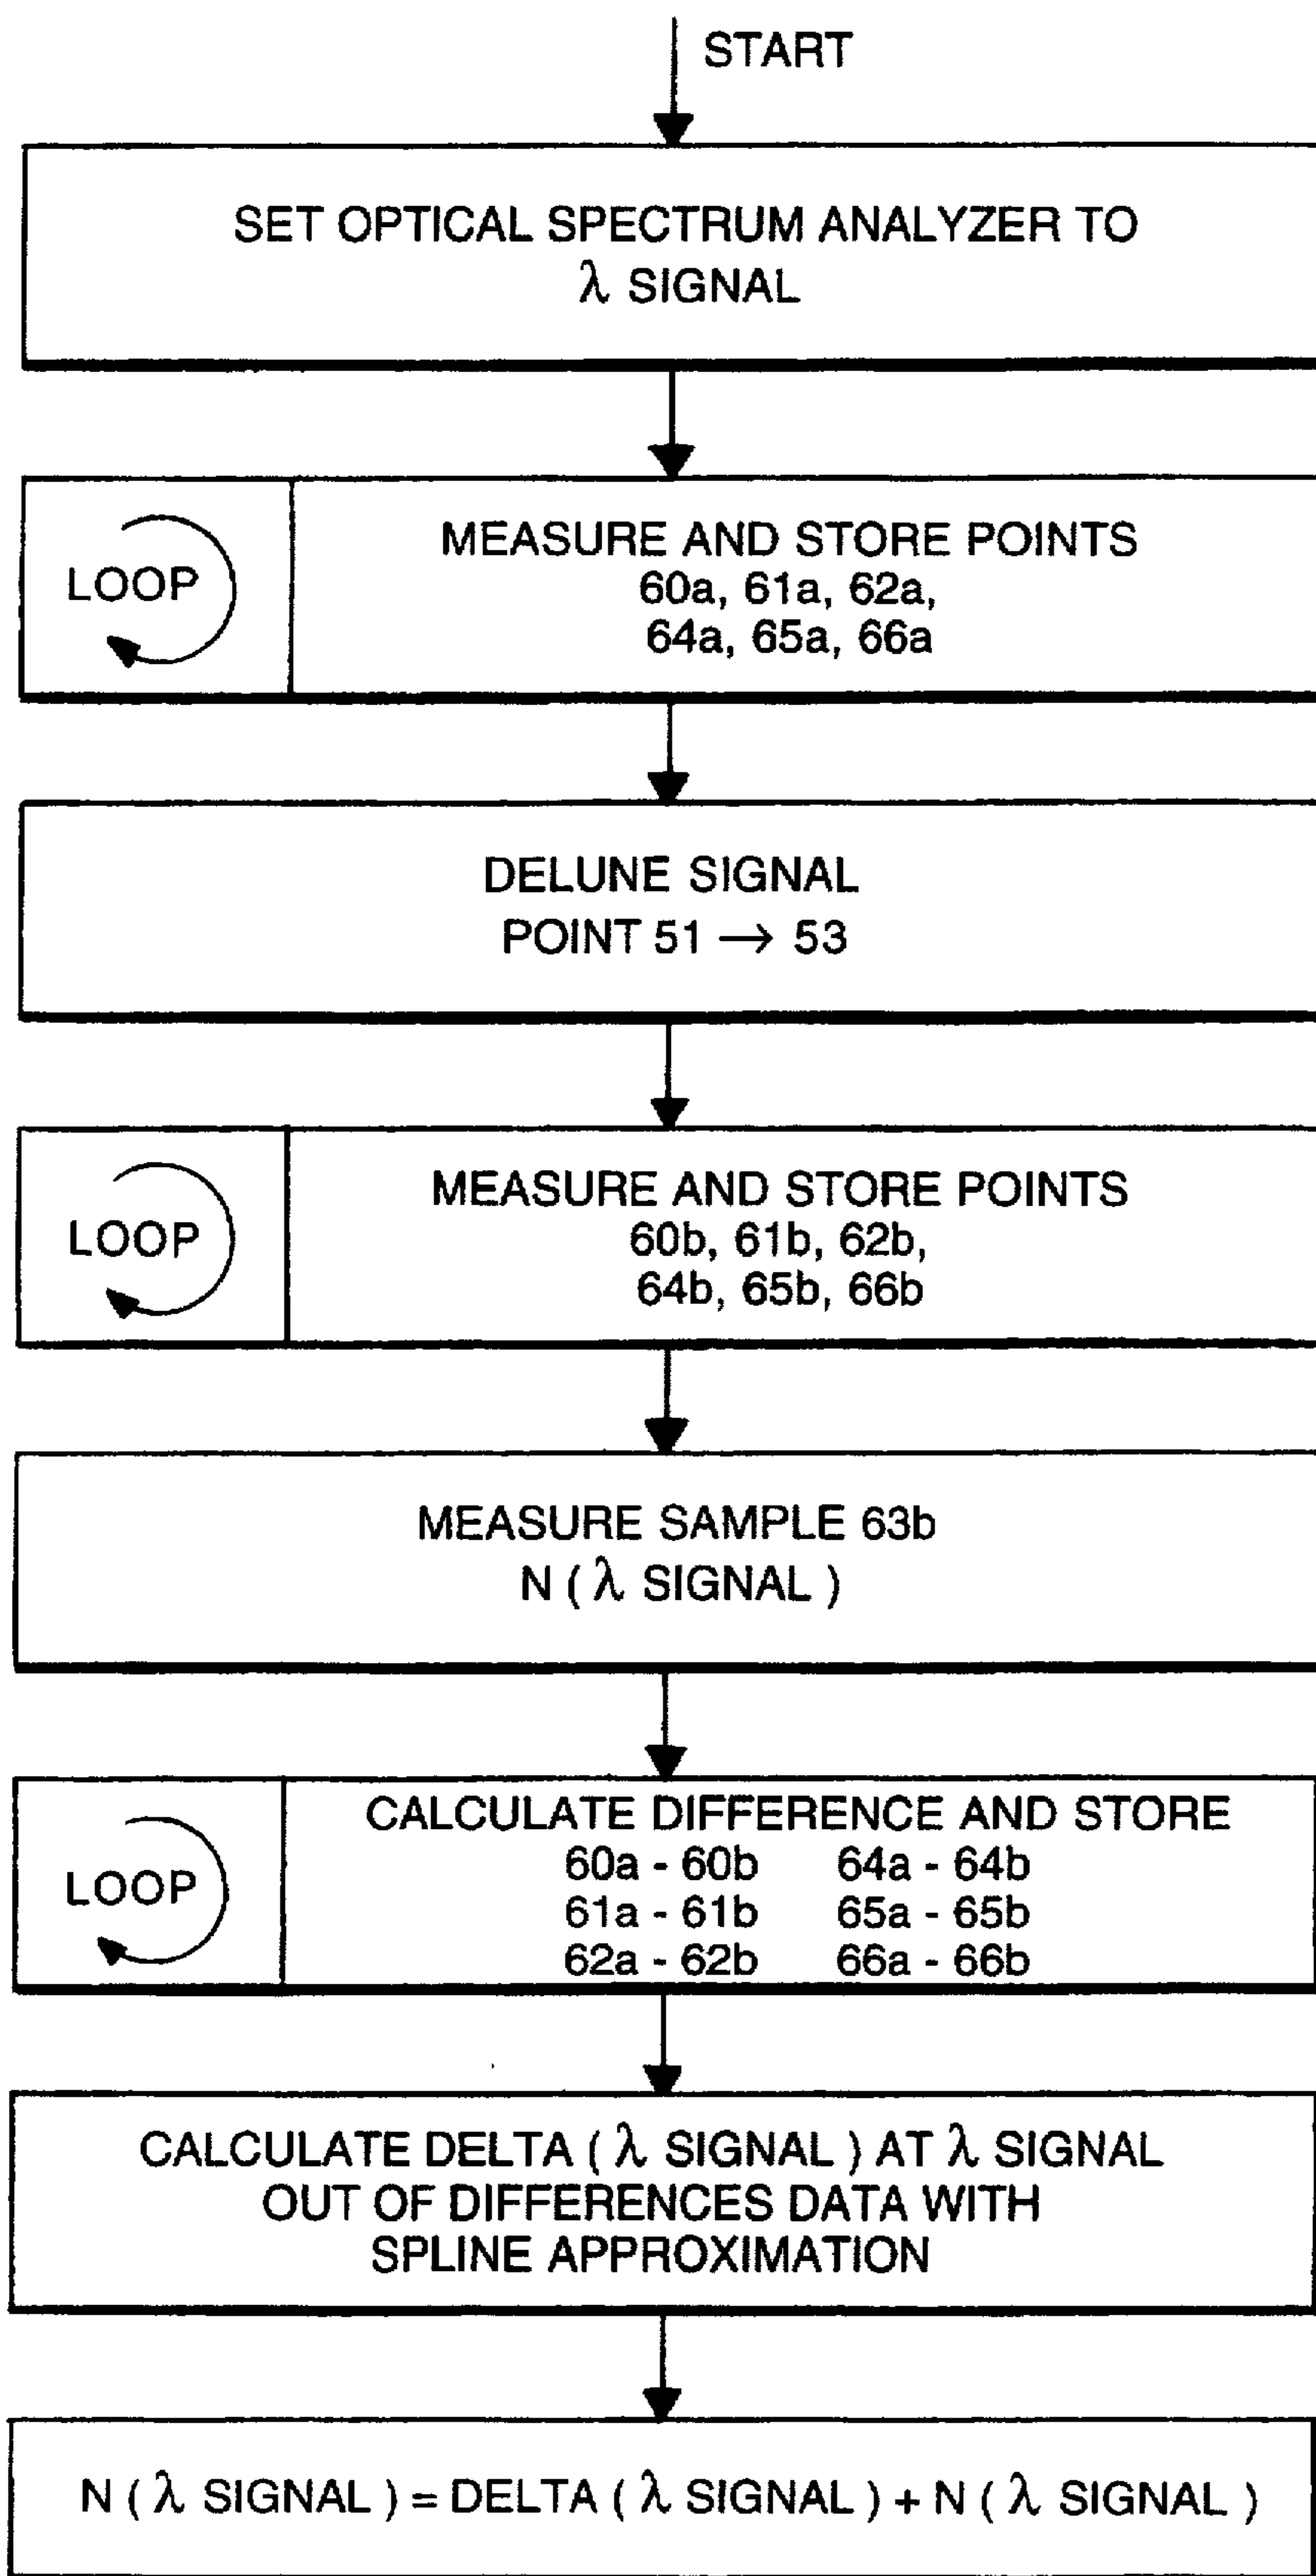 START
SET OPTICAL SPECTRUM ANALYZER TO
λ SIGNAL
LOOP
MEASURE AND STORE POINTS
60a, 61a, 62a,
64a, 65a, 66a
DELUNE SIGNAL
POINT 51 → 53
LOOP
MEASURE AND STORE POINTS
60b, 61b, 62b,
64b, 65b, 66b
MEASURE SAMPLE 63b
N ( λ SIGNAL )
LOOP
CALCULATE DIFFERENCE AND STORE
60a - 60b 64a - 64b
61a - 61b 65a - 65b
62a - 62b 66a - 66b
CALCULATE DELTA ( λ SIGNAL ) AT λ SIGNAL
OUT OF DIFFERENCES DATA WITH
SPLINE APPROXIMATION
N ( λ SIGNAL ) = DELTA ( λ SIGNAL ) + N ( λ SIGNAL )